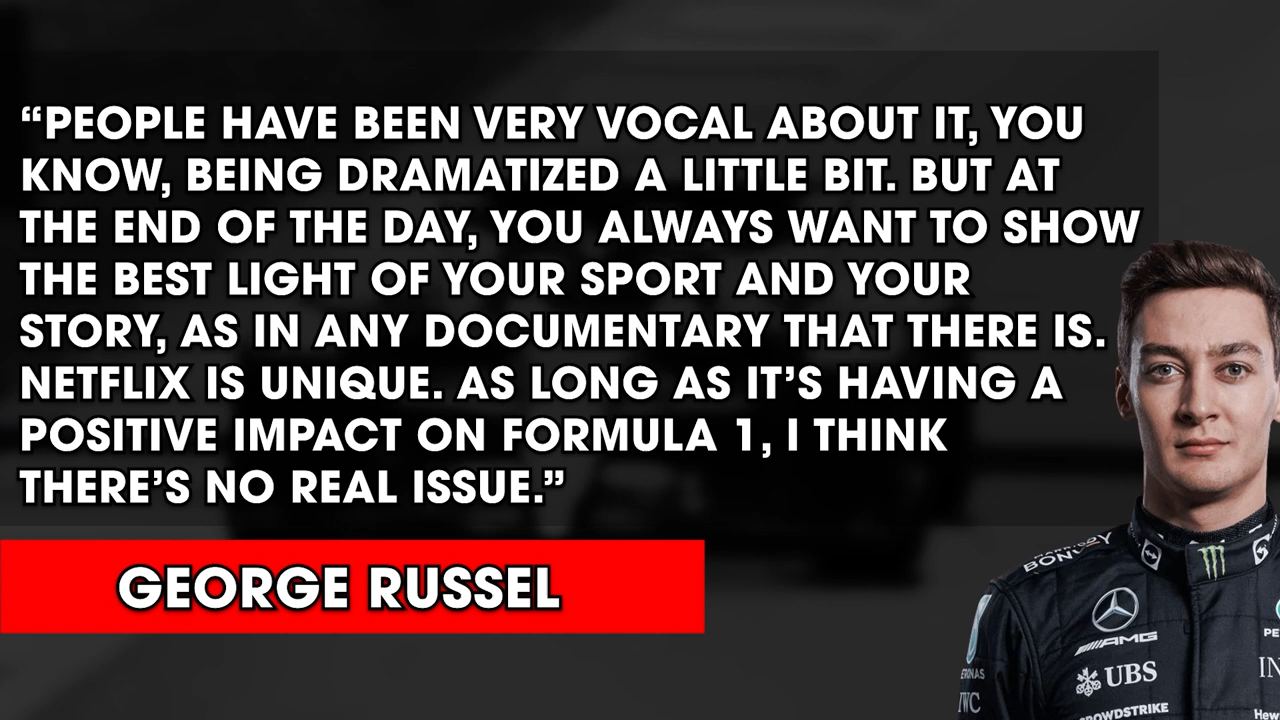 “PEOPLE HAVE BEEN VERY VOCAL ABOUT IT, YOU
KNOW, BEING DRAMATIZED A LITTLE BIT. BUT AT
THE END OF THE DAY, YOU ALWAYS WANT TO SHOW
THE BEST LIGHT OF YOUR SPORT AND YOUR
STORY, AS IN ANY DOCUMENTARY THAT THERE IS.
NETFLIX IS UNIQUE. AS LONG AS IT’S HAVING A
POSITIVE IMPACT ON FORMULA 1, I THINK
THERE’S NO REAL ISSUE.”
GEORGE RUSSEL
AMG
UBS